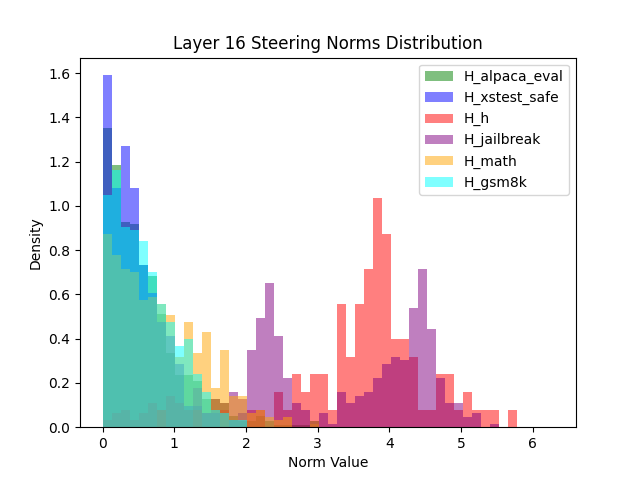 Layer 16 Steering Norms Distribution
H_alpaca_eval
H_xstest_safe
H_h
H_jailbreak
H_math
H_gsm8k
1.6
1.4
1.2
1.0
0.8
0.6
0.4
0.2
0.0
Density
0 1 2 3 4 5 6
Norm Value